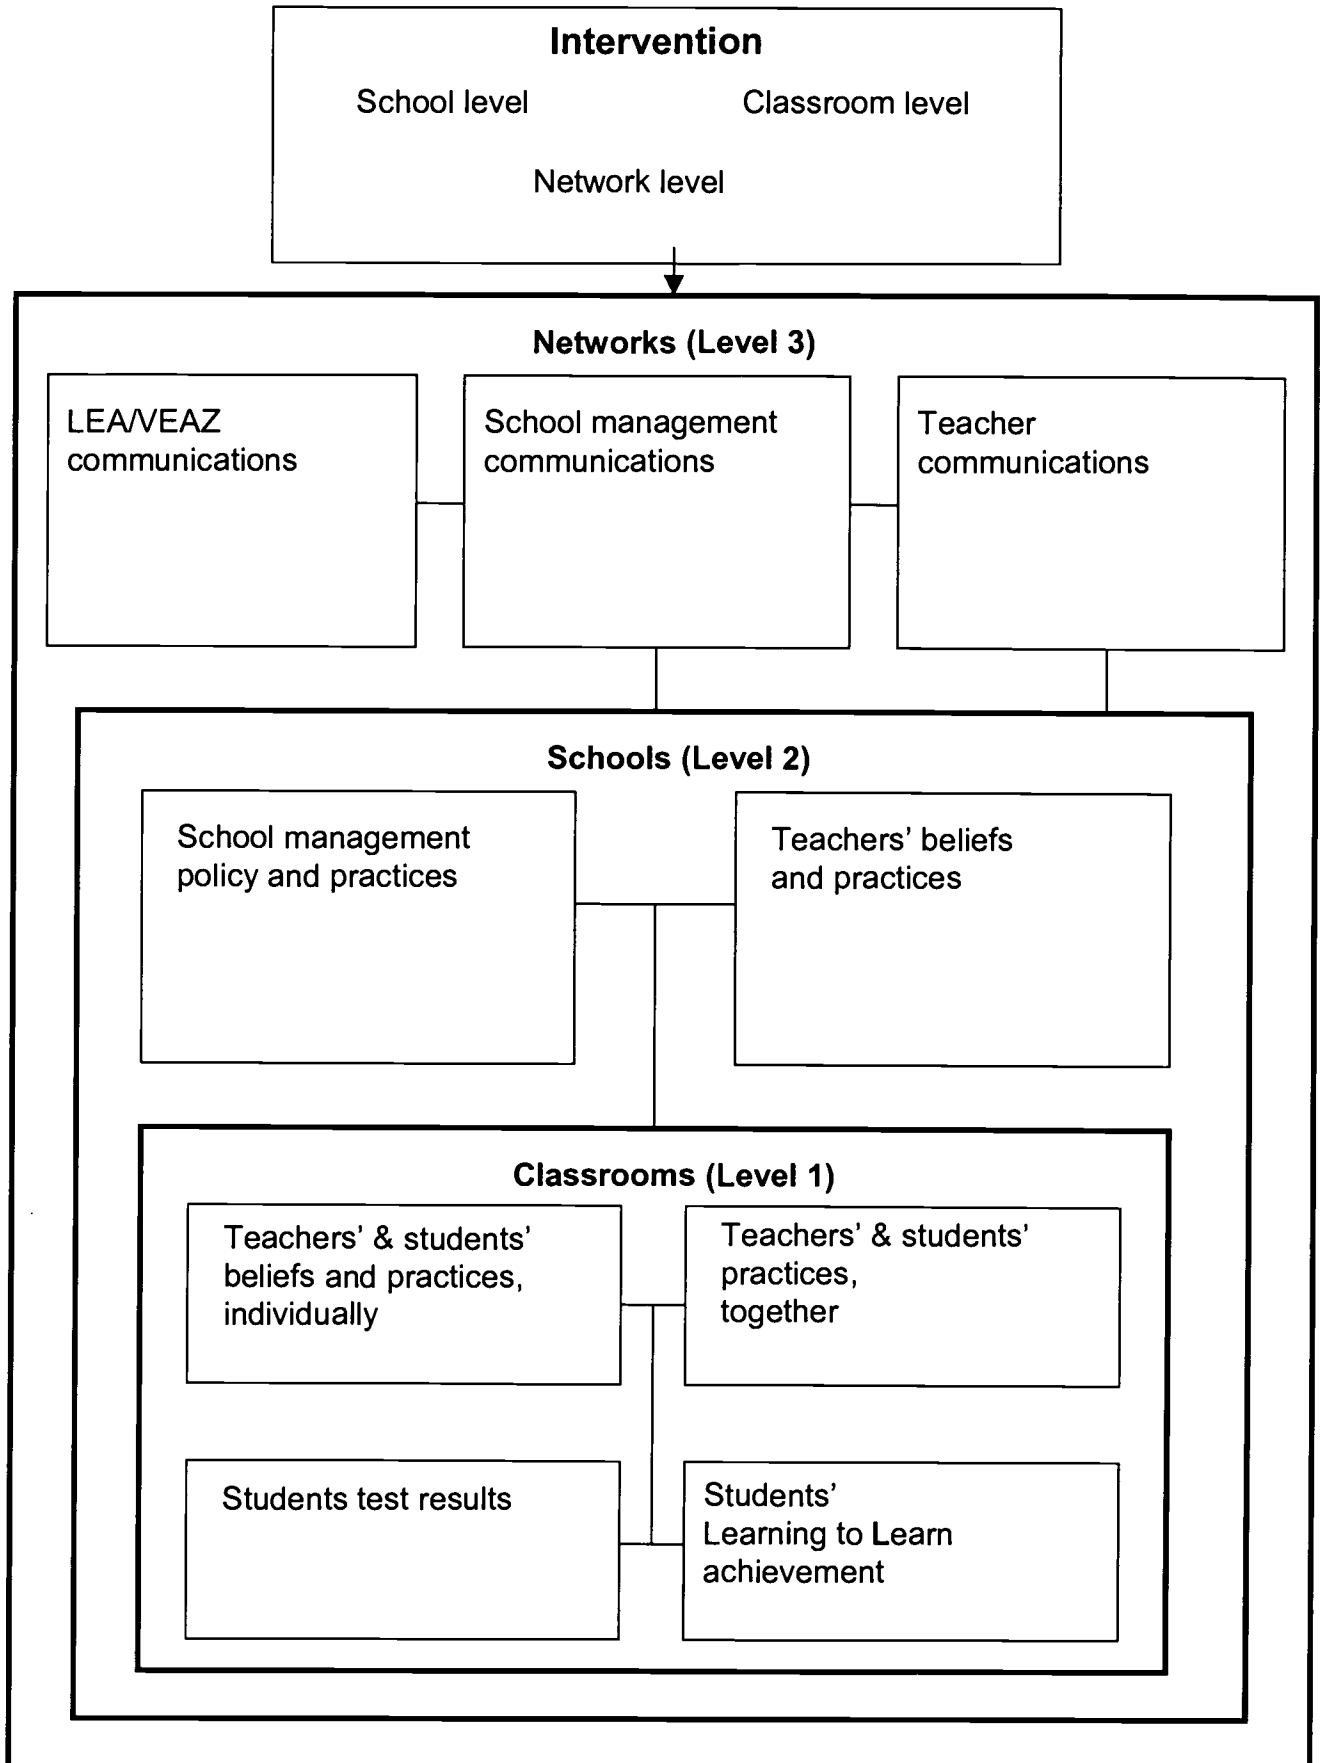 Intervention
School level
Classroom level
Network level
Networks (Level 3)
LEA/VEAZ
communications
School management
communications
Teacher
communications
Schools (Level 2)
School management
policy and practices
Teachers’ beliefs
and practices
Classrooms (Level 1)
Teachers’ & students’
beliefs and practices,
individually
Teachers’ & students’
practices,
together
Students test results
Students’
Learning to Learn
achievement